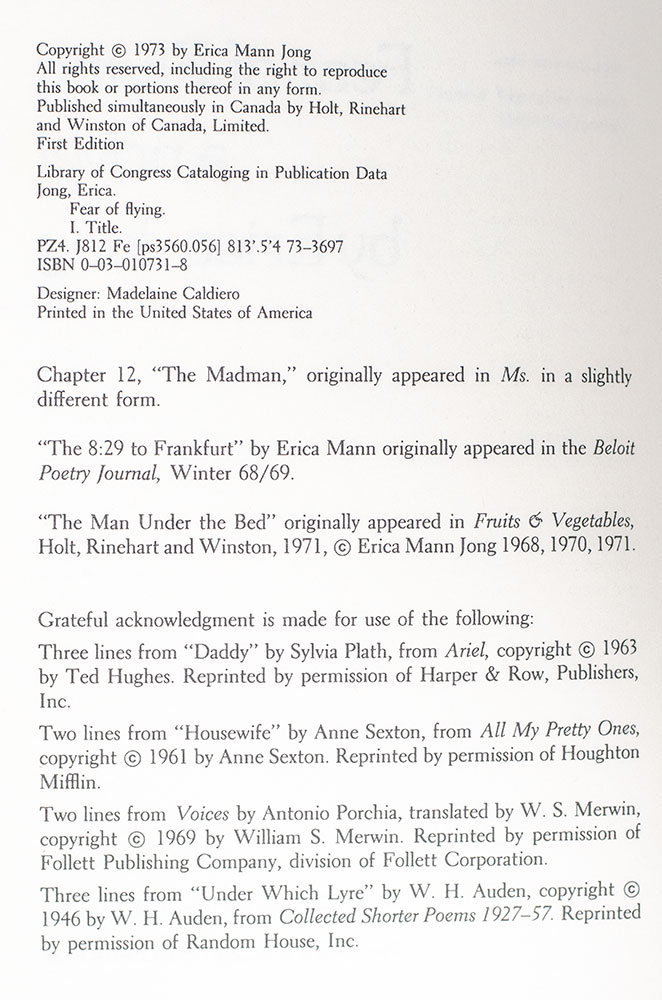 Copyright © 1973 by Erica Mann Jong
All rights reserved, including the right to reproduce
this book or portions thereof in any form.
Published simultaneously in Canada by Holt, Rinehart
and Winston of Canada, Limited.
First Edition
Library of Congress Cataloging in Publication Data
Jong, Erica.
Fear of flying.
I. Title.
PZ4. J812 Fe [ps3560.056] 813'.5'4 73–3697
ISBN 0–03–010731–8
Designer: Madelaine Caldiero
Printed in the United States of America
Chapter 12, “The Madman,” originally appeared in Ms. in a slightly
different form.
“The 8:29 to Frankfurt” by Erica Mann originally appeared in the Beloit
Poetry Journal, Winter 68/69.
“The Man Under the Bed” originally appeared in Fruits & Vegetables,
Holt, Rinehart and Winston, 1971, © Erica Mann Jong 1968, 1970, 1971.
Grateful acknowledgment is made for use of the following:
Three lines from “Daddy” by Sylvia Plath, from Ariel, copyright © 1963
by Ted Hughes. Reprinted by permission of Harper & Row, Publishers,
Inc.
Two lines from “Housewife” by Anne Sexton, from All My Pretty Ones,
copyright © 1961 by Anne Sexton. Reprinted by permission of Houghton
Mifflin.
Two lines from Voices by Antonio Porchia, translated by W. S. Merwin,
copyright © 1969 by William S. Merwin. Reprinted by permission of
Follett Publishing Company, division of Follett Corporation.
Three lines from “Under Which Lyre” by W. H. Auden, copyright ©
1946 by W. H. Auden, from Collected Shorter Poems 1927–57. Reprinted
by permission of Random House, Inc.